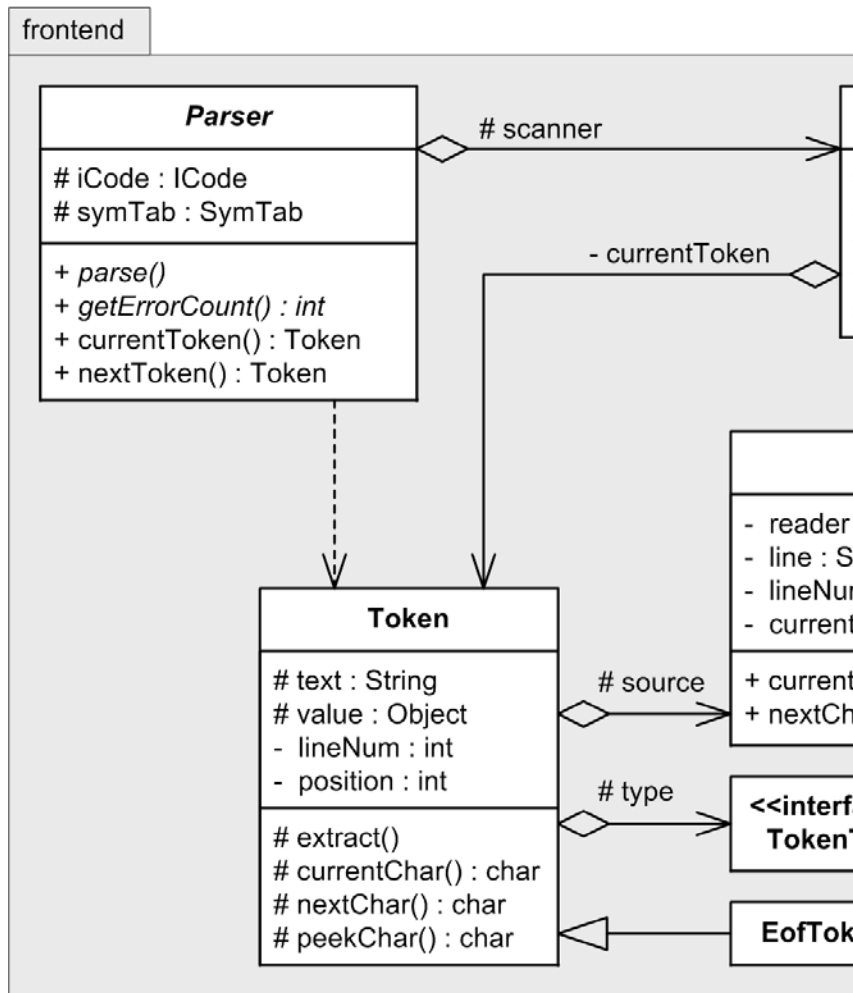 frontend
Parser
# iCode : ICode
# symTab : SymTab
+ parse()
+ getErrorCount() : int
+ currentToken() : Token
+ nextToken() : Token
# scanner
- currentToken
Token
# text : String
# value : Object
- lineNum : int
- position : int
# extract()
# currentChar() : char
# nextChar() : char
# peekChar() : char
# source
# type
- reader
- line : S
- lineNu
- current
+ current
+ nextCh
<<interf
Token
EofTok